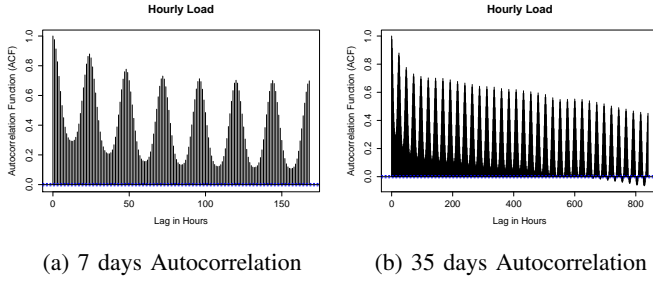 Hourly Load
Autocorrelation Function (ACF)
0.0 0.2 0.4 0.6 0.8 1.0
0 50 100 150
Lag in Hours
(a) 7 days Autocorrelation
Hourly Load
Autocorrelation Function (ACF)
0.0 0.2 0.4 0.6 0.8 1.0
0 200 400 600 800
Lag in Hours
(b) 35 days Autocorrelation